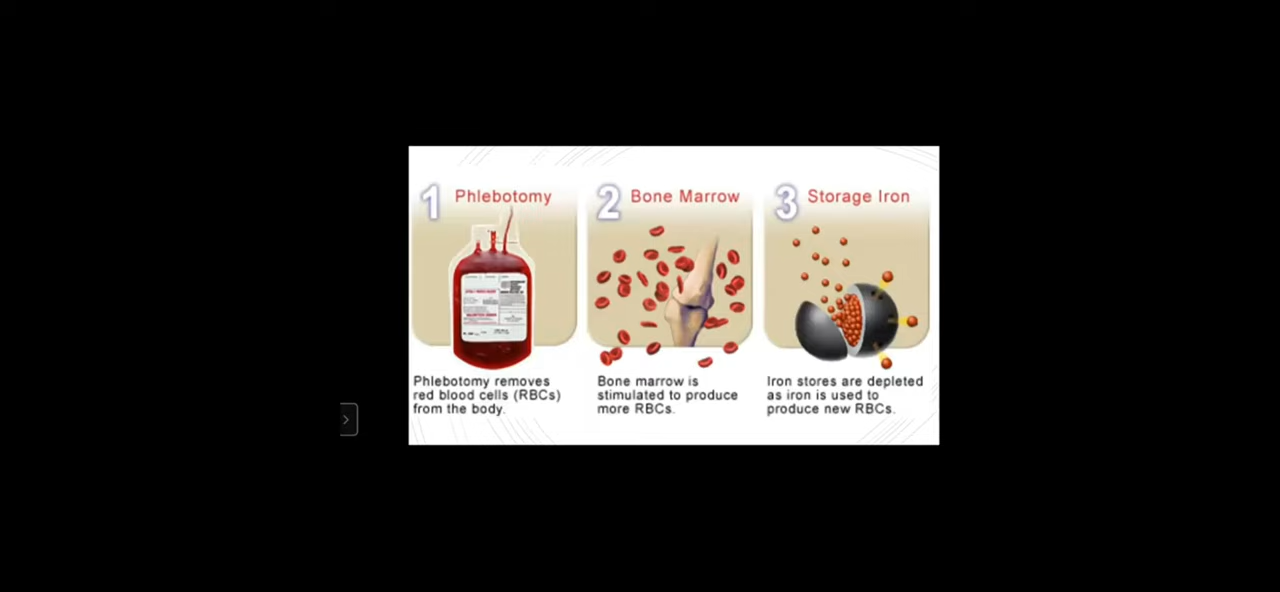 1 Phlebotomy
Phlebotomy removes
red blood cells (RBCs)
from the body.
2 Bone Marrow
Bone marrow is
stimulated to produce
more RBCs.
3 Storage Iron
Iron stores are depleted
as iron is used to
produce new RBCs.